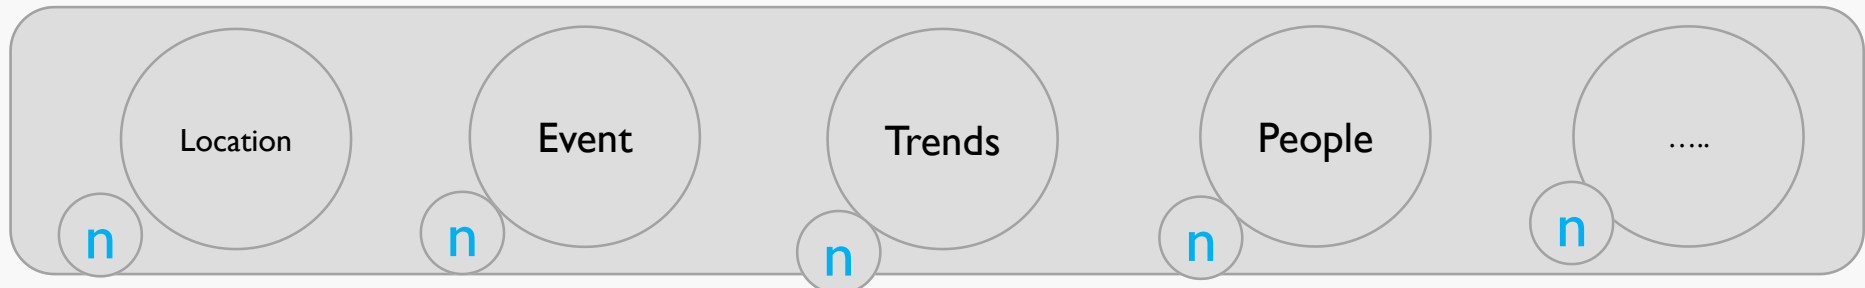 Location
Event
Trends
People
.....
n
n
n
n
n